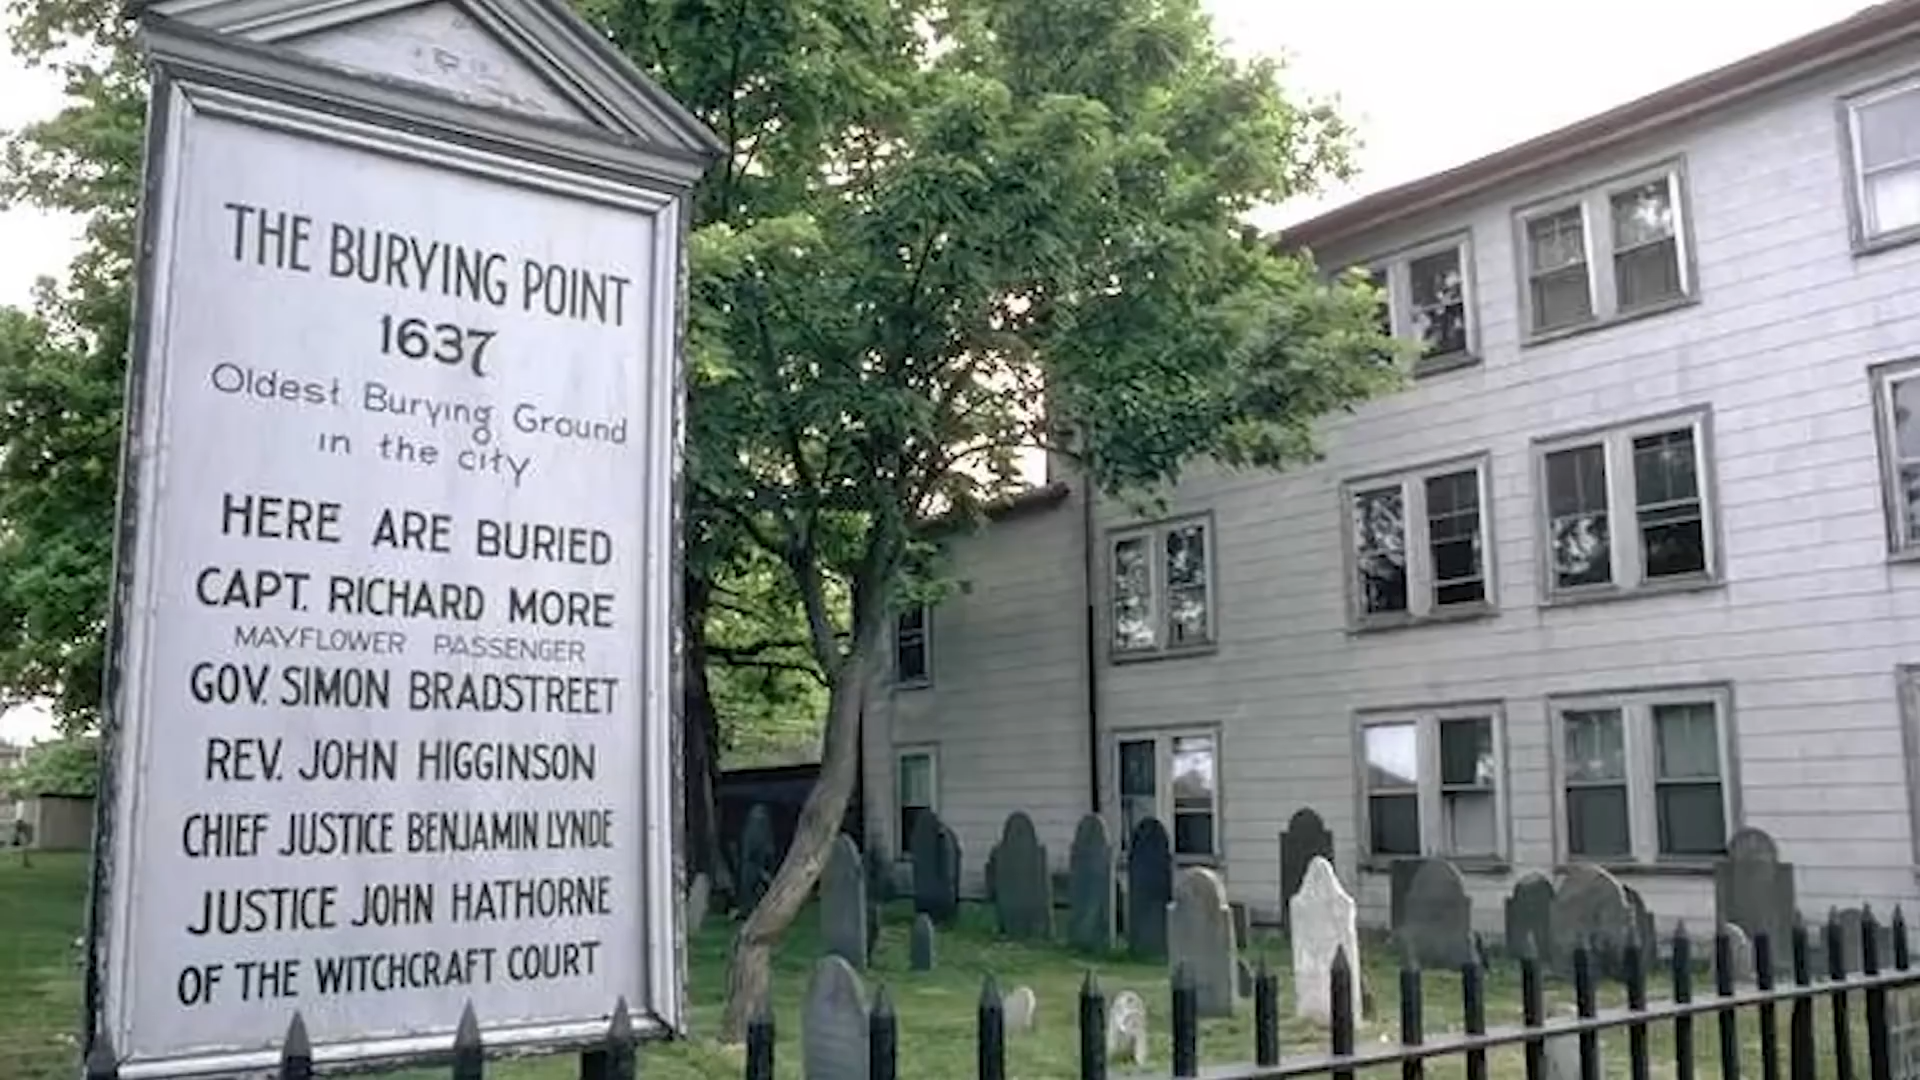 THE BURYING POINT
1637
Oldest Burying Ground
in the city
HERE ARE BURIED
CAPT. RICHARD MORE
MAYFLOWER PASSENGER
GOV. SIMON BRADSTREET
REV. JOHN HIGGINSON
CHIEF JUSTICE BENJAMIN LYNDE
JUSTICE JOHN HATHORNE
OF THE WITCHCRAFT COURT